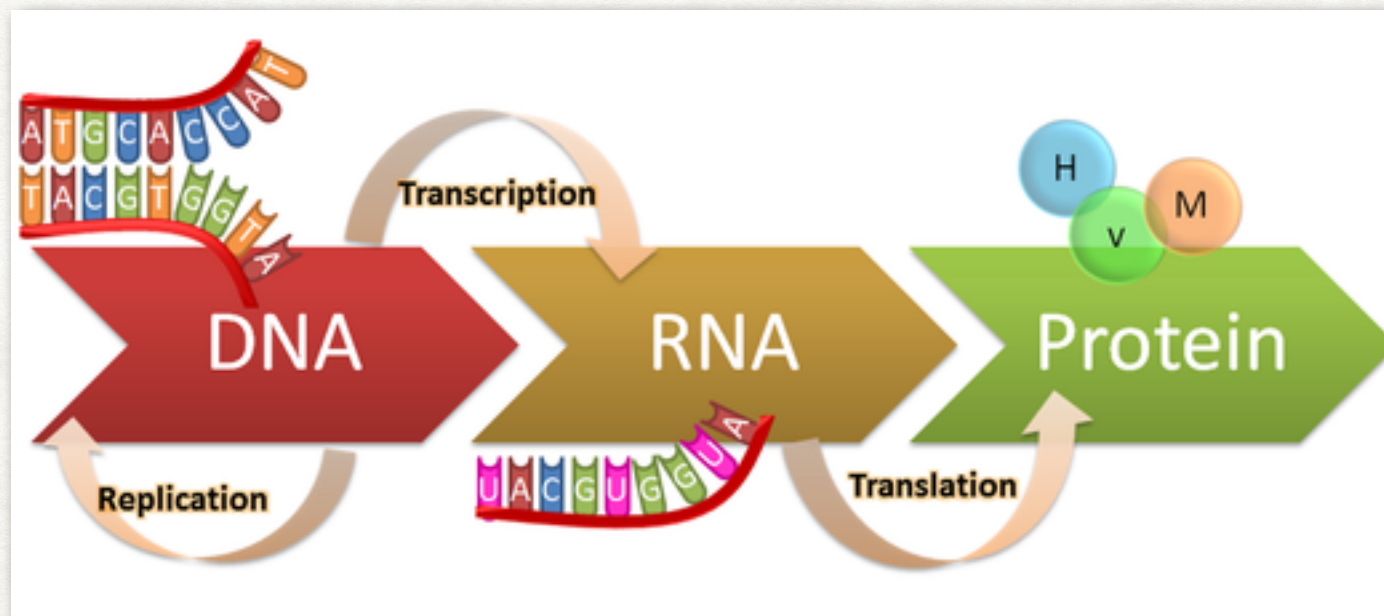 ATGCACCAT
TACGTGGTA
Transcription
H
v
M
DNA
RNA
Protein
Replication
UACGUGGUA
Translation